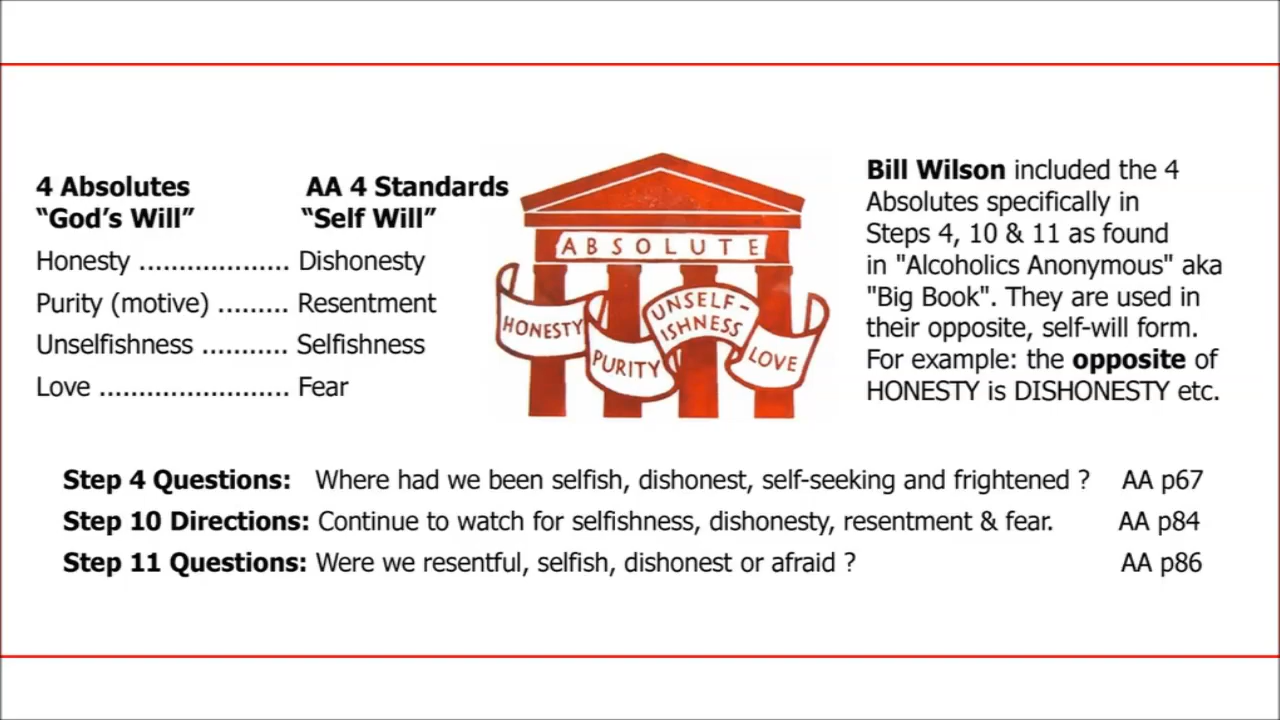 4 Absolutes AA 4 Standards
“God’s Will” “Self Will”
Honesty ................... Dishonesty
Purity (motive) ......... Resentment
Unselfishness ........... Selfishness
Love ........................ Fear
ABSOLUTE
HONESTY
PURITY
UNSELF-
ISHNESS
LOVE
Bill Wilson included the 4
Absolutes specifically in
Steps 4, 10 & 11 as found
in "Alcoholics Anonymous" aka
"Big Book". They are used in
their opposite, self-will form.
For example: the opposite of
HONESTY is DISHONESTY etc.
Step 4 Questions: Where had we been selfish, dishonest, self-seeking and frightened ? AA p67
Step 10 Directions: Continue to watch for selfishness, dishonesty, resentment & fear. AA p84
Step 11 Questions: Were we resentful, selfish, dishonest or afraid ? AA p86